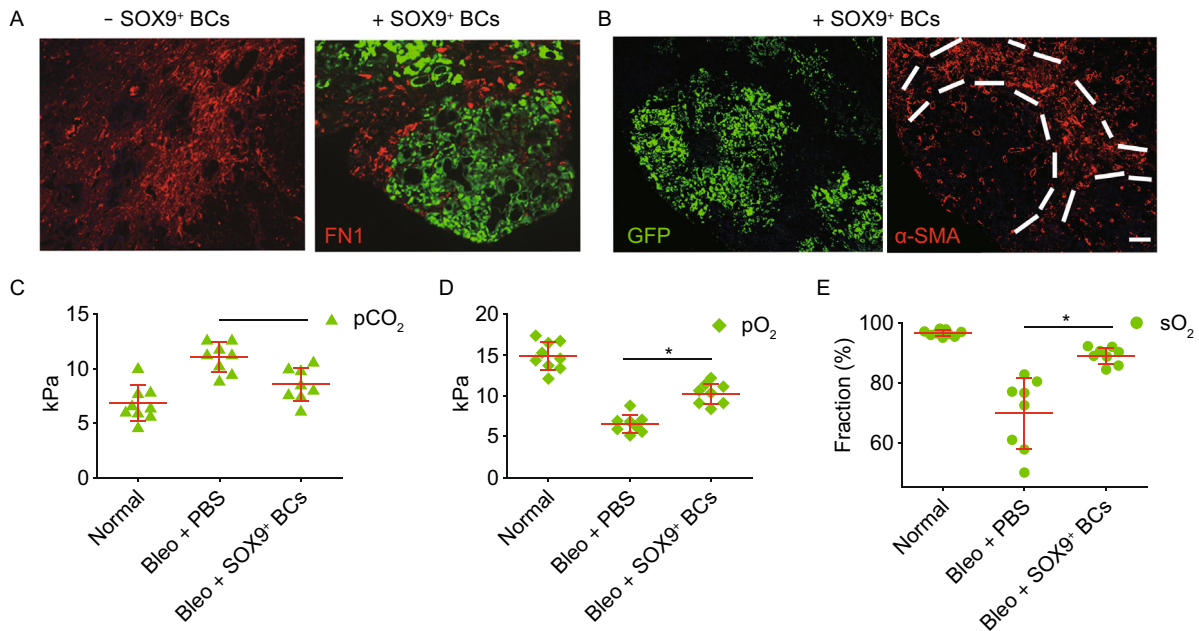 A
− SOX9⁺ BCs
+ SOX9⁺ BCs
FN1
B
+ SOX9⁺ BCs
GFP
α-SMA
C
pCO₂
15
10
5
0
kPa
Normal
Bleo + PBS
Bleo + SOX9⁺ BCs
D
pO₂
*
20
15
10
5
0
kPa
Normal
Bleo + PBS
Bleo + SOX9⁺ BCs
E
sO₂
*
100
80
60
Fraction (%)
Normal
Bleo + PBS
Bleo + SOX9⁺ BCs